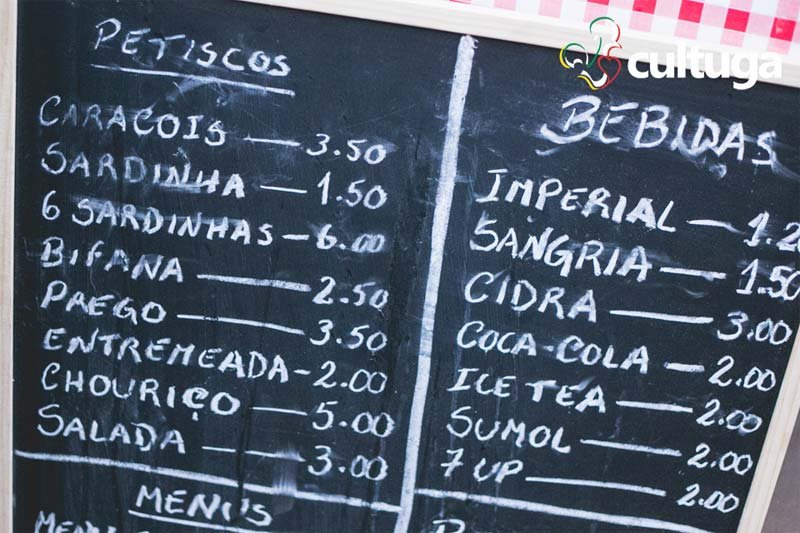 cultuga
PETISCOS
CARACOIS — 3.50
SARDINHA — 1.50
6 SARDINHAS — 6.00
BIFANA — 2.50
PREGO — 3.50
ENTREMEADA - 2.00
CHOURIÇO — 5.00
SALADA — 3.00
MENUS
BEBIDAS
IMPERIAL — 1.2
SANGRIA — 1.50
CIDRA — 3.00
COCA-COLA — 2.00
ICE TEA — 2.00
SUMOL — 2.00
7 UP — 2.00